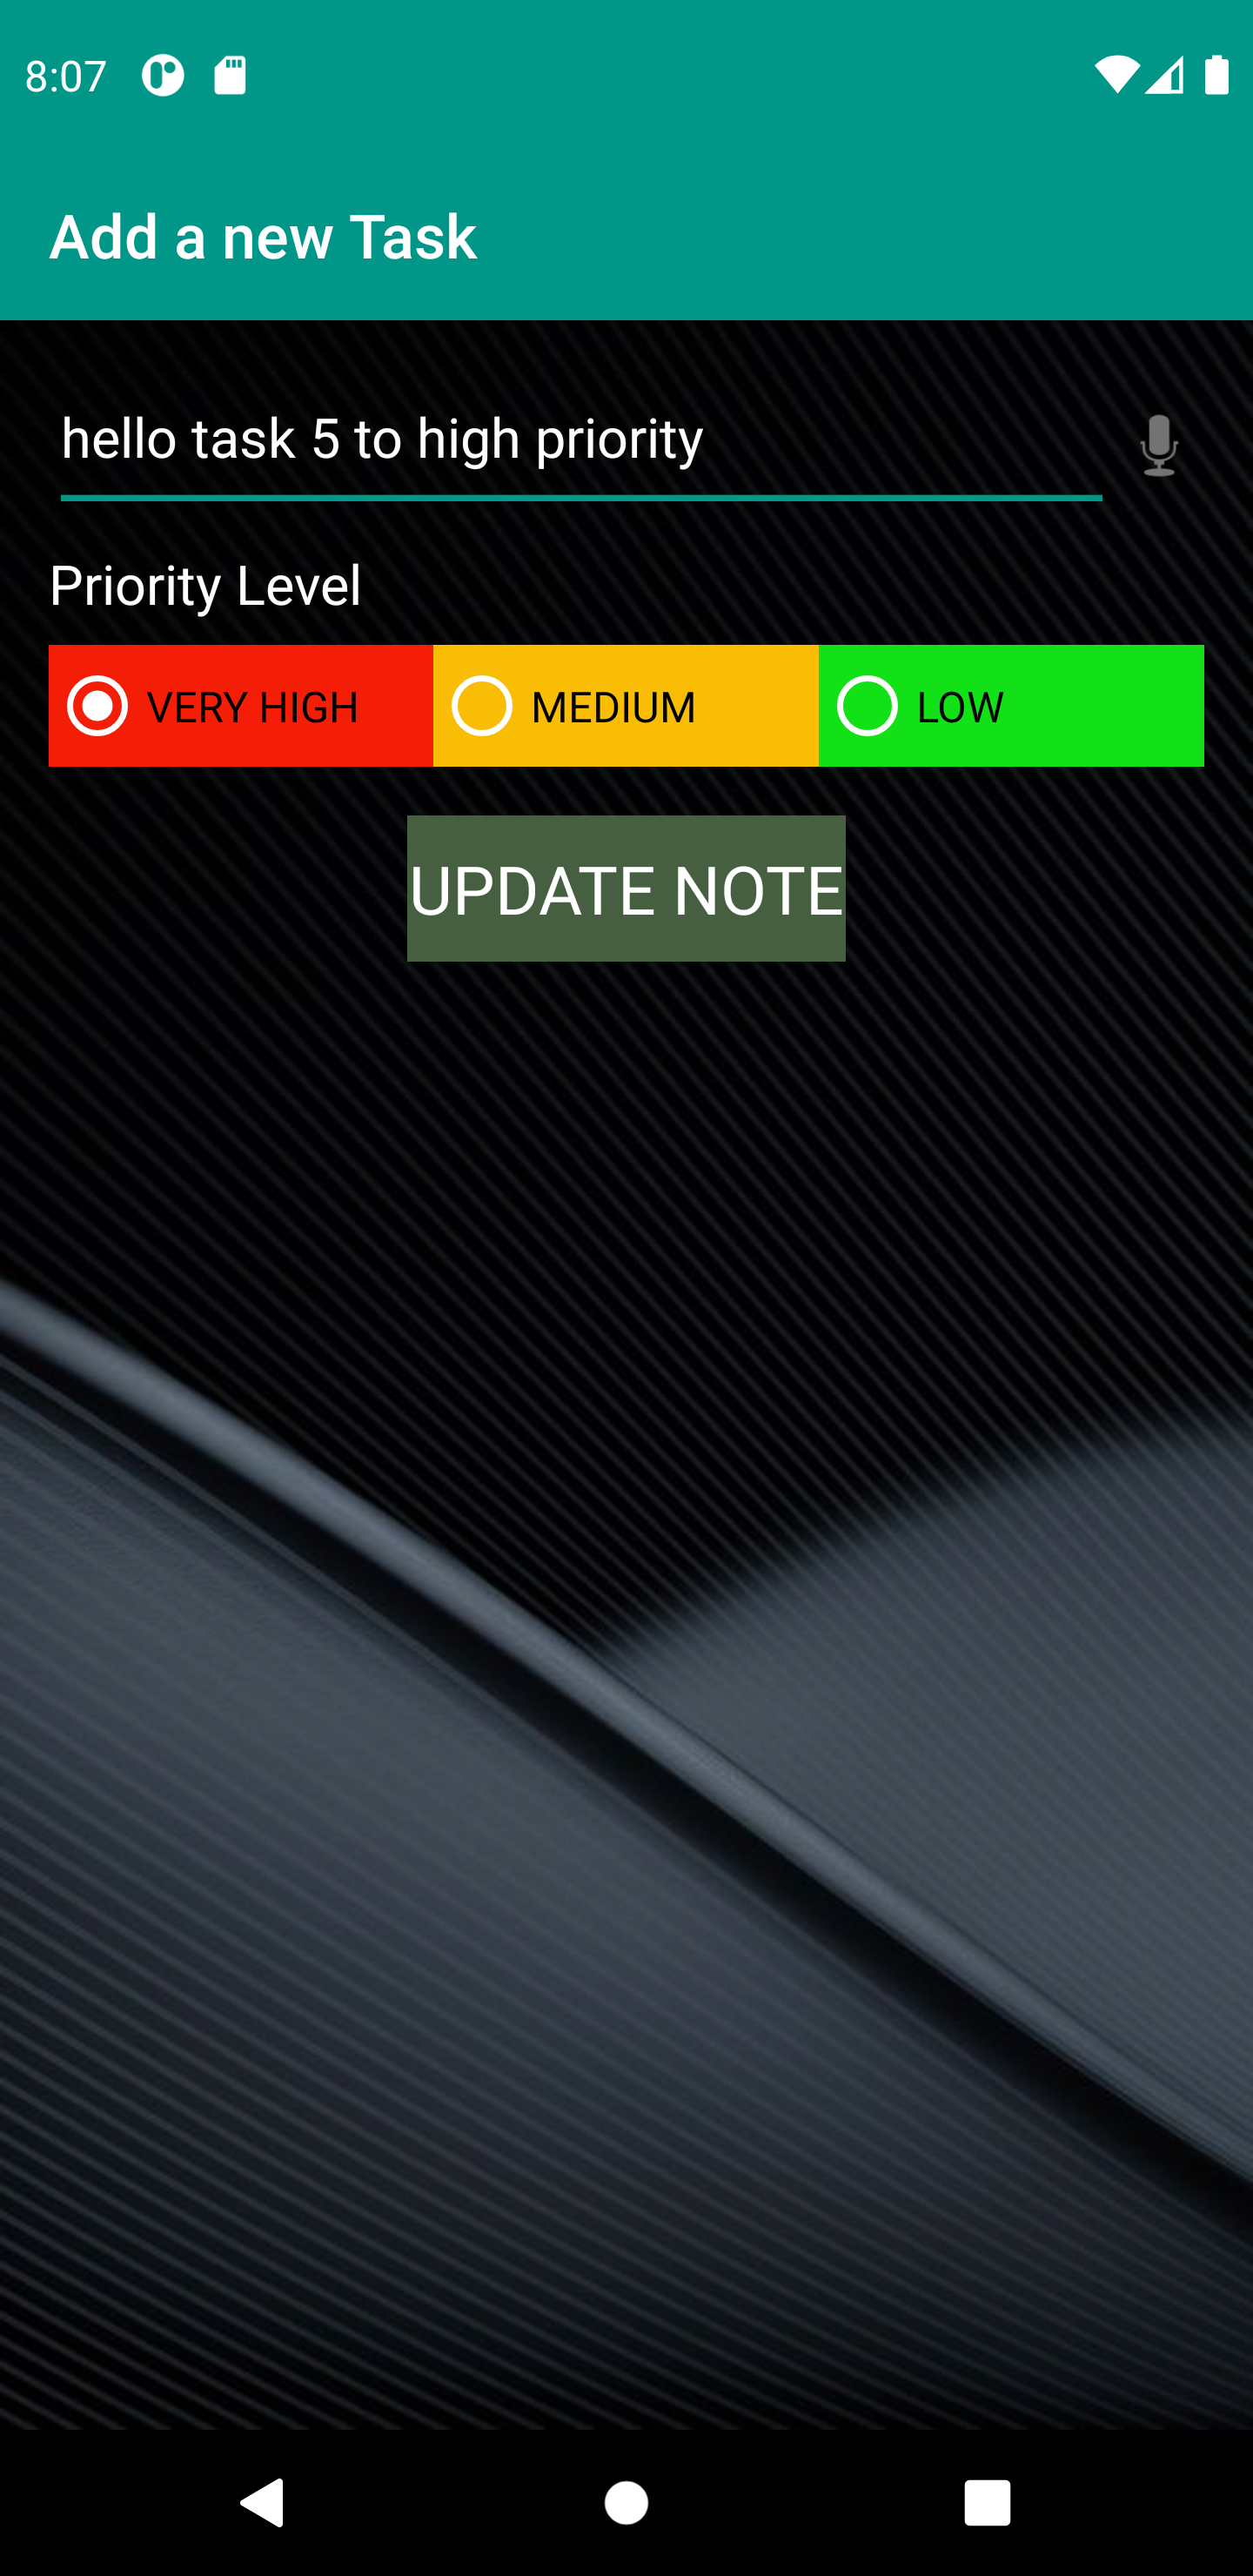 8:07
Add a new Task
hello task 5 to high priority
Priority Level
VERY HIGH MEDIUM LOW
UPDATE NOTE